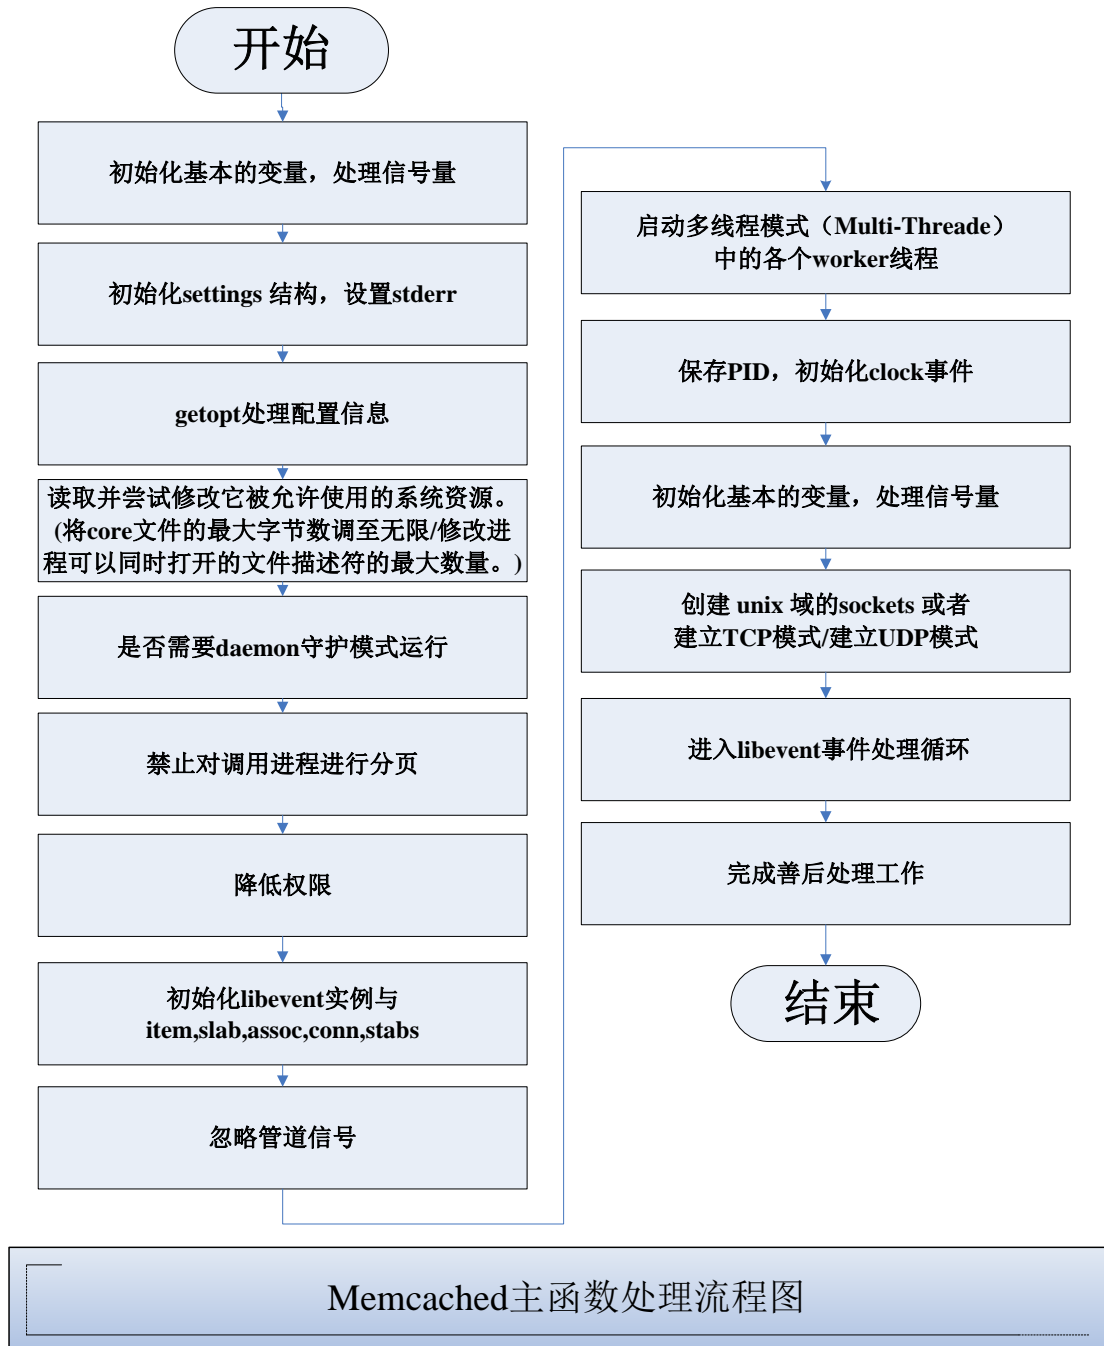 开始
初始化基本的变量，处理信号量
初始化settings 结构，设置stderr
getopt处理配置信息
读取并尝试修改它被允许使用的系统资源。
(将core文件的最大字节数调至无限/修改进
程可以同时打开的文件描述符的最大数量。)
是否需要daemon守护模式运行
禁止对调用进程进行分页
降低权限
初始化libevent实例与
item,slab,assoc,conn,stabs
忽略管道信号
启动多线程模式（Multi-Threade）
中的各个worker线程
保存PID，初始化clock事件
初始化基本的变量，处理信号量
创建 unix 域的sockets 或者
建立TCP模式/建立UDP模式
进入libevent事件处理循环
完成善后处理工作
结束
Memcached主函数处理流程图